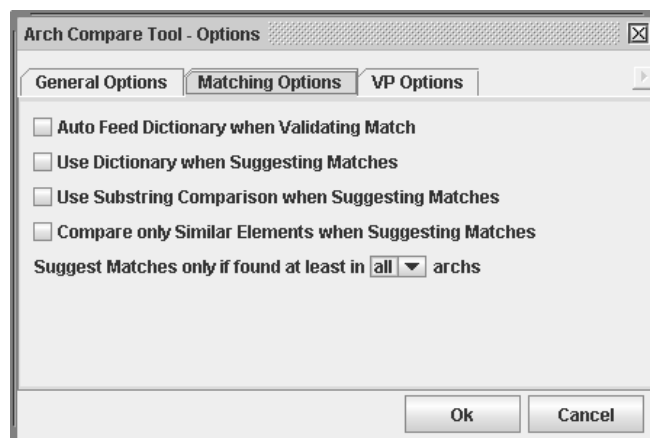 Arch Compare Tool - Options
General Options Matching Options VP Options
Auto Feed Dictionary when Validating Match
Use Dictionary when Suggesting Matches
Use Substring Comparison when Suggesting Matches
Compare only Similar Elements when Suggesting Matches
Suggest Matches only if found at least in all archs
Ok Cancel